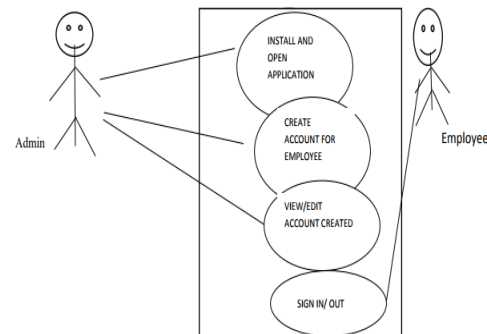 INSTALL AND
OPEN
APPLICATION
CREATE
ACCOUNT FOR
EMPLOYEE
Admin
Employee
VIEW/EDIT
ACCOUNT CREATED
SIGN IN/ OUT